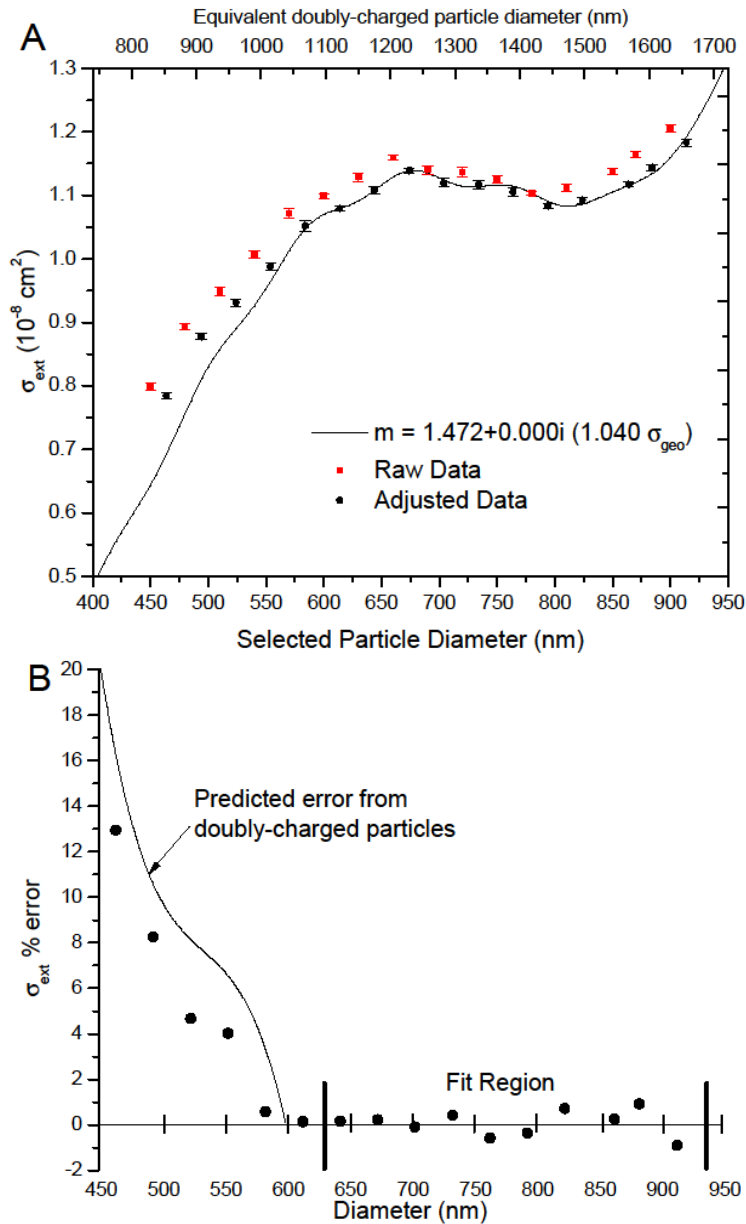 Equivalent doubly-charged particle diameter (nm)
A
800 900 1000 1100 1200 1300 1400 1500 1600 1700
1.3
1.2
1.1
1.0
0.9
0.8
0.7
0.6
0.5
σext (10⁻⁸ cm²)
m = 1.472+0.000i (1.040 σgeo)
Raw Data
Adjusted Data
400 450 500 550 600 650 700 750 800 850 900 950
Selected Particle Diameter (nm)
B
20
18
16
14
12
10
8
6
4
2
0
-2
σext % error
Predicted error from
doubly-charged particles
Fit Region
450 500 550 600 650 700 750 800 850 900 950
Diameter (nm)